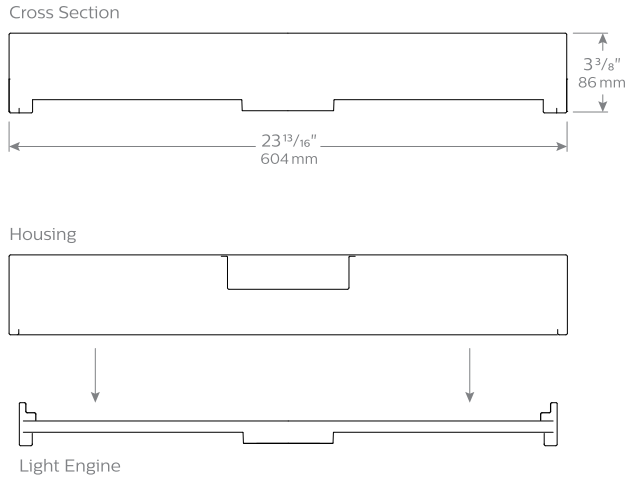 Cross Section
3 3/8"
86 mm
23 13/16"
604 mm
Housing
Light Engine